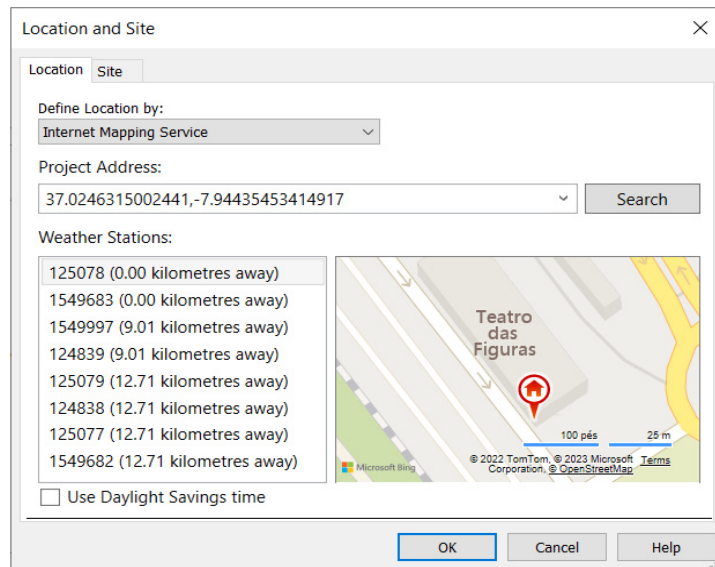 Location and Site
Location Site
Define Location by:
Internet Mapping Service
Project Address:
37.0246315002441,-7.94435453414917
Search
Weather Stations:
125078 (0.00 kilometres away)
1549683 (0.00 kilometres away)
1549997 (9.01 kilometres away)
124839 (9.01 kilometres away)
125079 (12.71 kilometres away)
124838 (12.71 kilometres away)
125077 (12.71 kilometres away)
1549682 (12.71 kilometres away)
Teatro
das
Figuras
100 pés 25 m
Microsoft Bing
© 2022 TomTom, © 2023 Microsoft Terms
Corporation, © OpenStreetMap
Use Daylight Savings time
OK Cancel Help